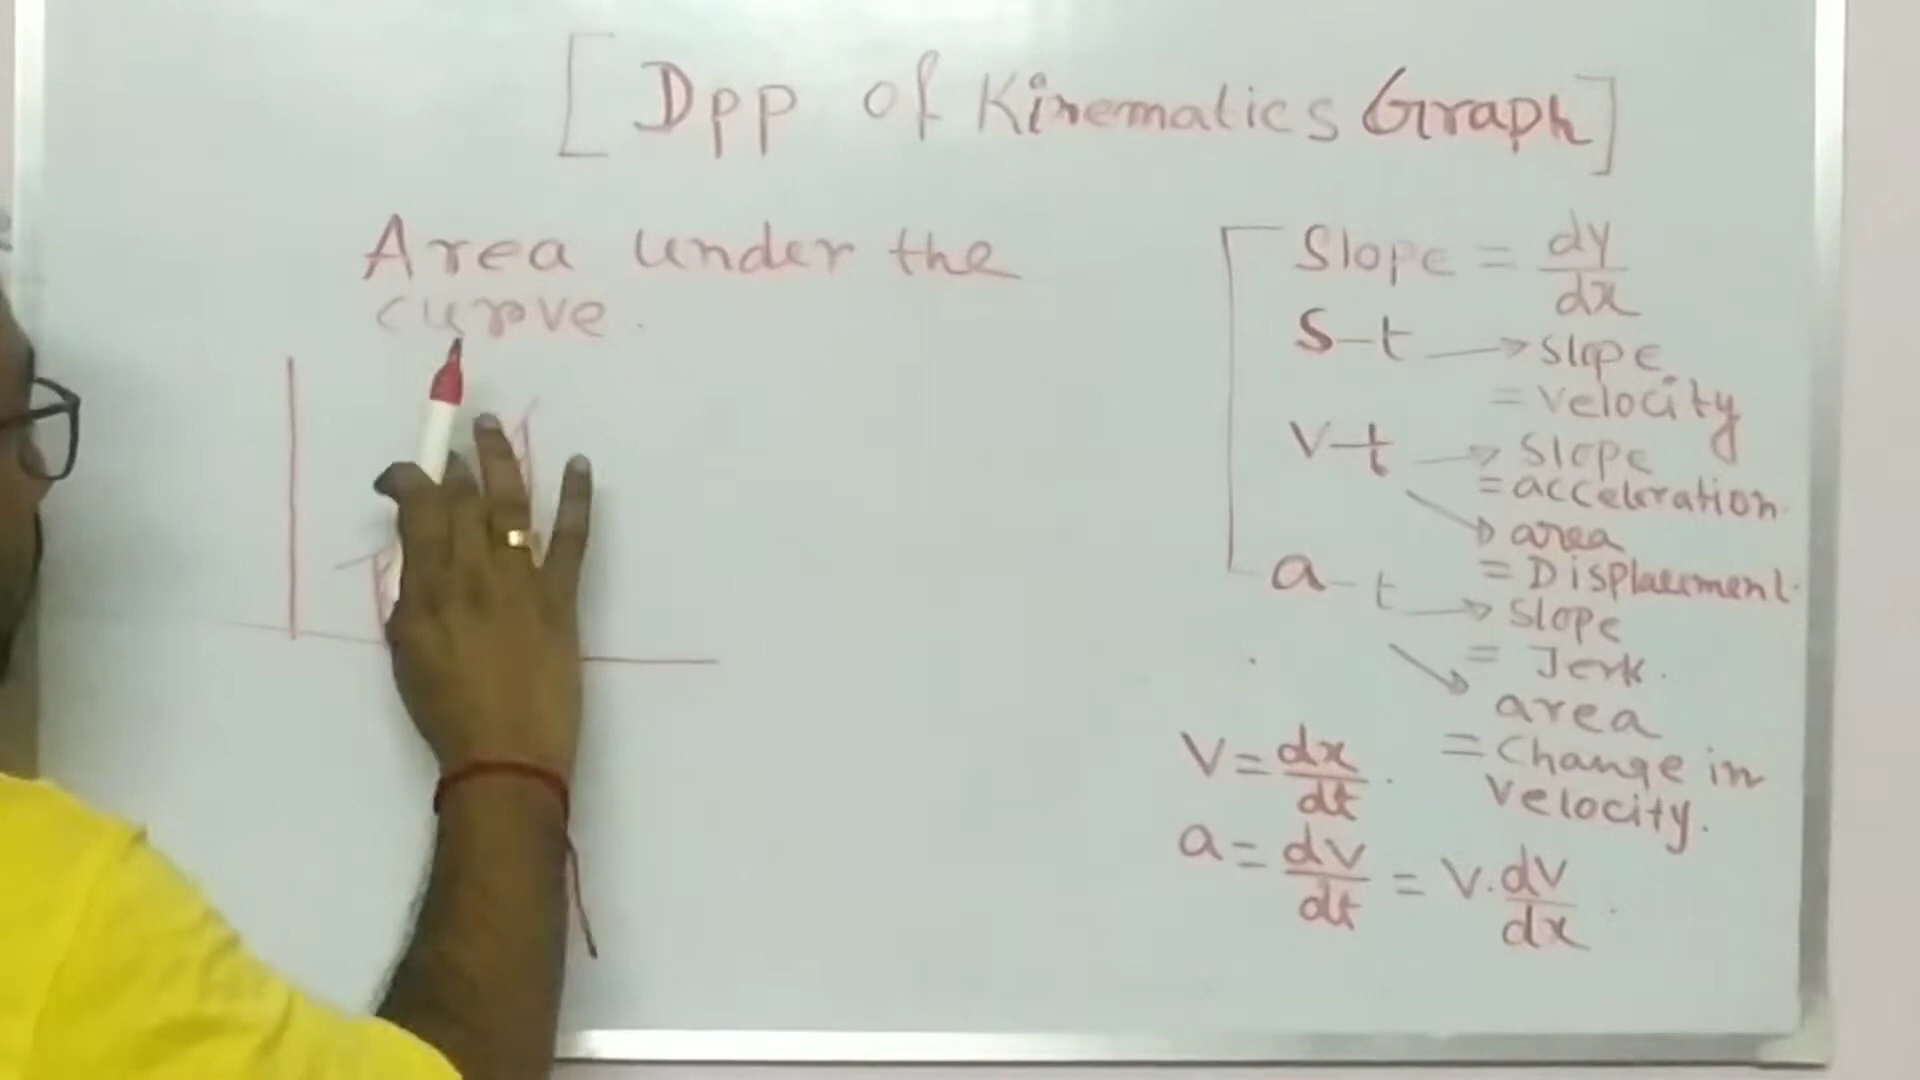 [Dpp of Kinematics Graph]
Area under the
curve.
Slope = dy/dx
S-t → slope
= velocity
V-t → slope
= acceleration.
→ area
= Displacement.
a-t → slope
= Jerk.
→ area
= Change in
velocity.
V = dx/dt.
a = dv/dt = V.dv/dx.